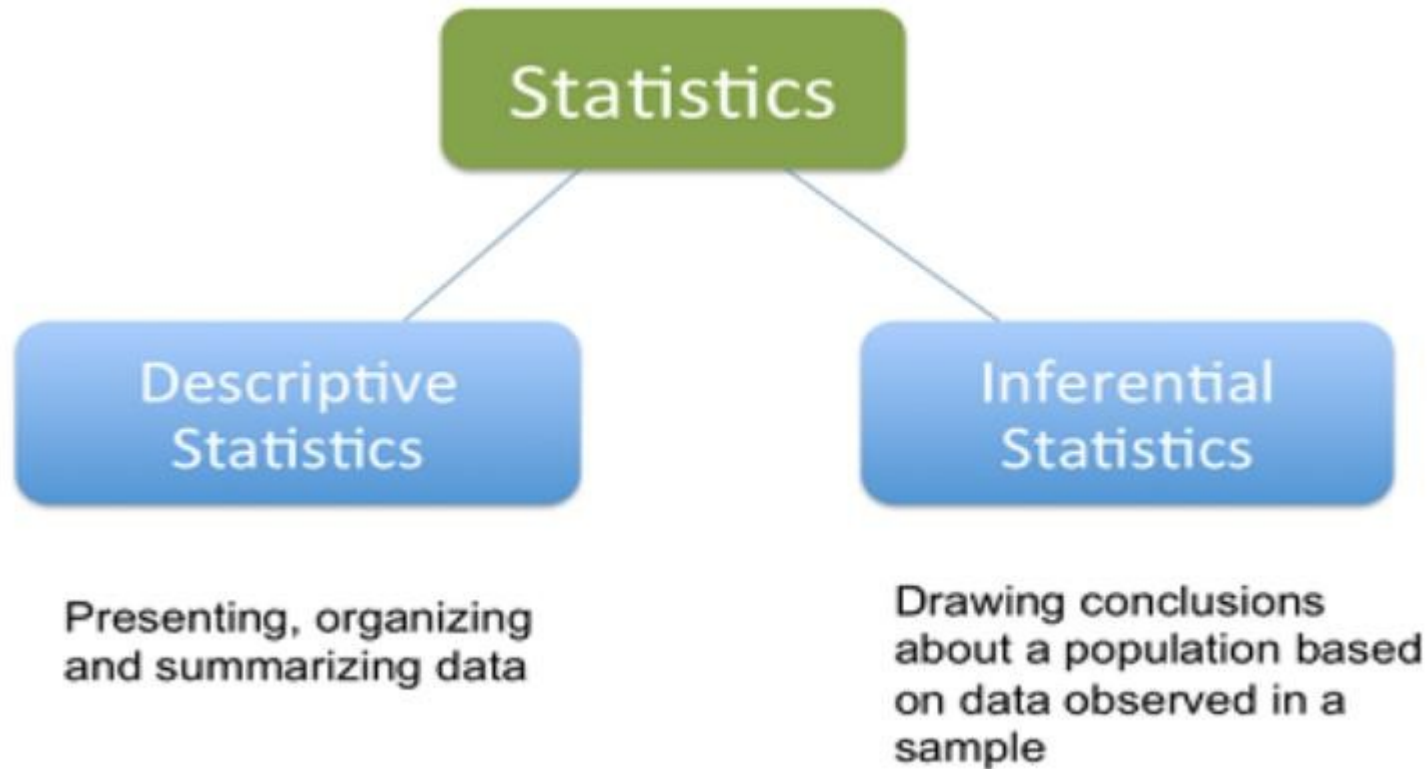 Statistics
Descriptive
Statistics
Inferential
Statistics
Presenting, organizing
and summarizing data
Drawing conclusions
about a population based
on data observed in a
sample